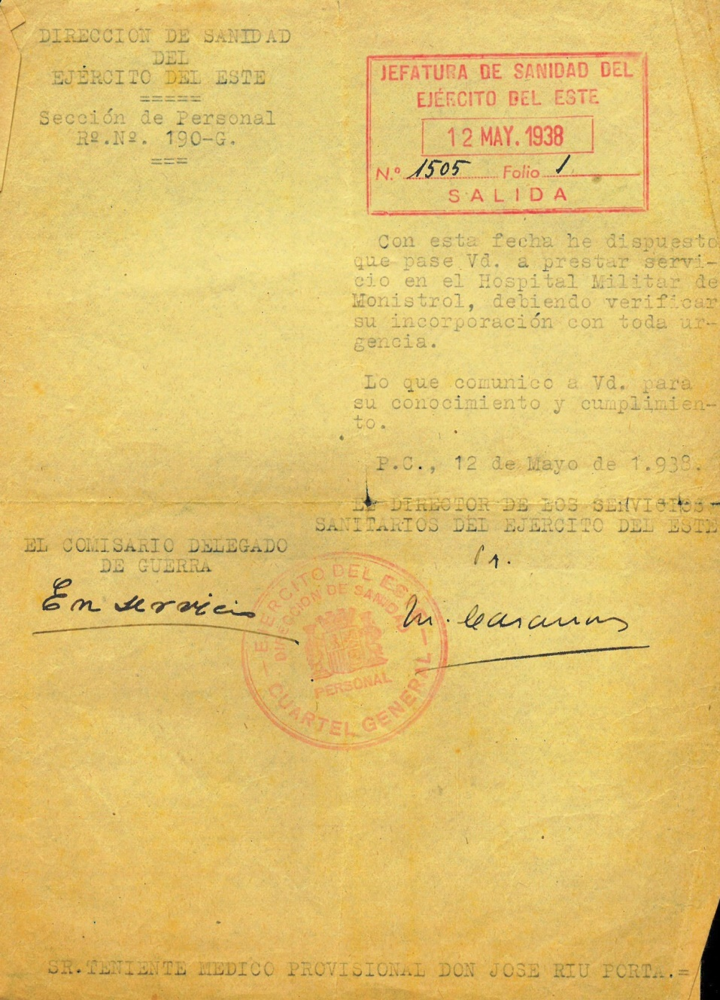 DIRECCION DE SANIDAD
DEL
EJÉRCITO DEL ESTE
=====
Sección de Personal
Rº.Nº. 190-G.
===
JEFATURA DE SANIDAD DEL
EJÉRCITO DEL ESTE
12 MAY. 1938
N.º 1505 Folio 1
SALIDA
Con esta fecha he dispuesto
que pase Vd. a prestar servi-
cio en el Hospital Militar de
Monistrol, debiendo verificar
su incorporación con toda ur-
gencia.
Lo que comunico a Vd. para
su conocimiento y cumplimien-
to.
P.C., 12 de Mayo de 1.938.
EL DIRECTOR DE LOS SERVICIOS
SANITARIOS DEL EJERCITO DEL ESTE
EL COMISARIO DELEGADO
DE GUERRA
En servicio
EJERCITO DEL ESTE
DIRECCION DE SANIDAD
PERSONAL
CUARTEL GENERAL
SR.TENIENTE MEDICO PROVISIONAL DON JOSE RIU PORTA.=